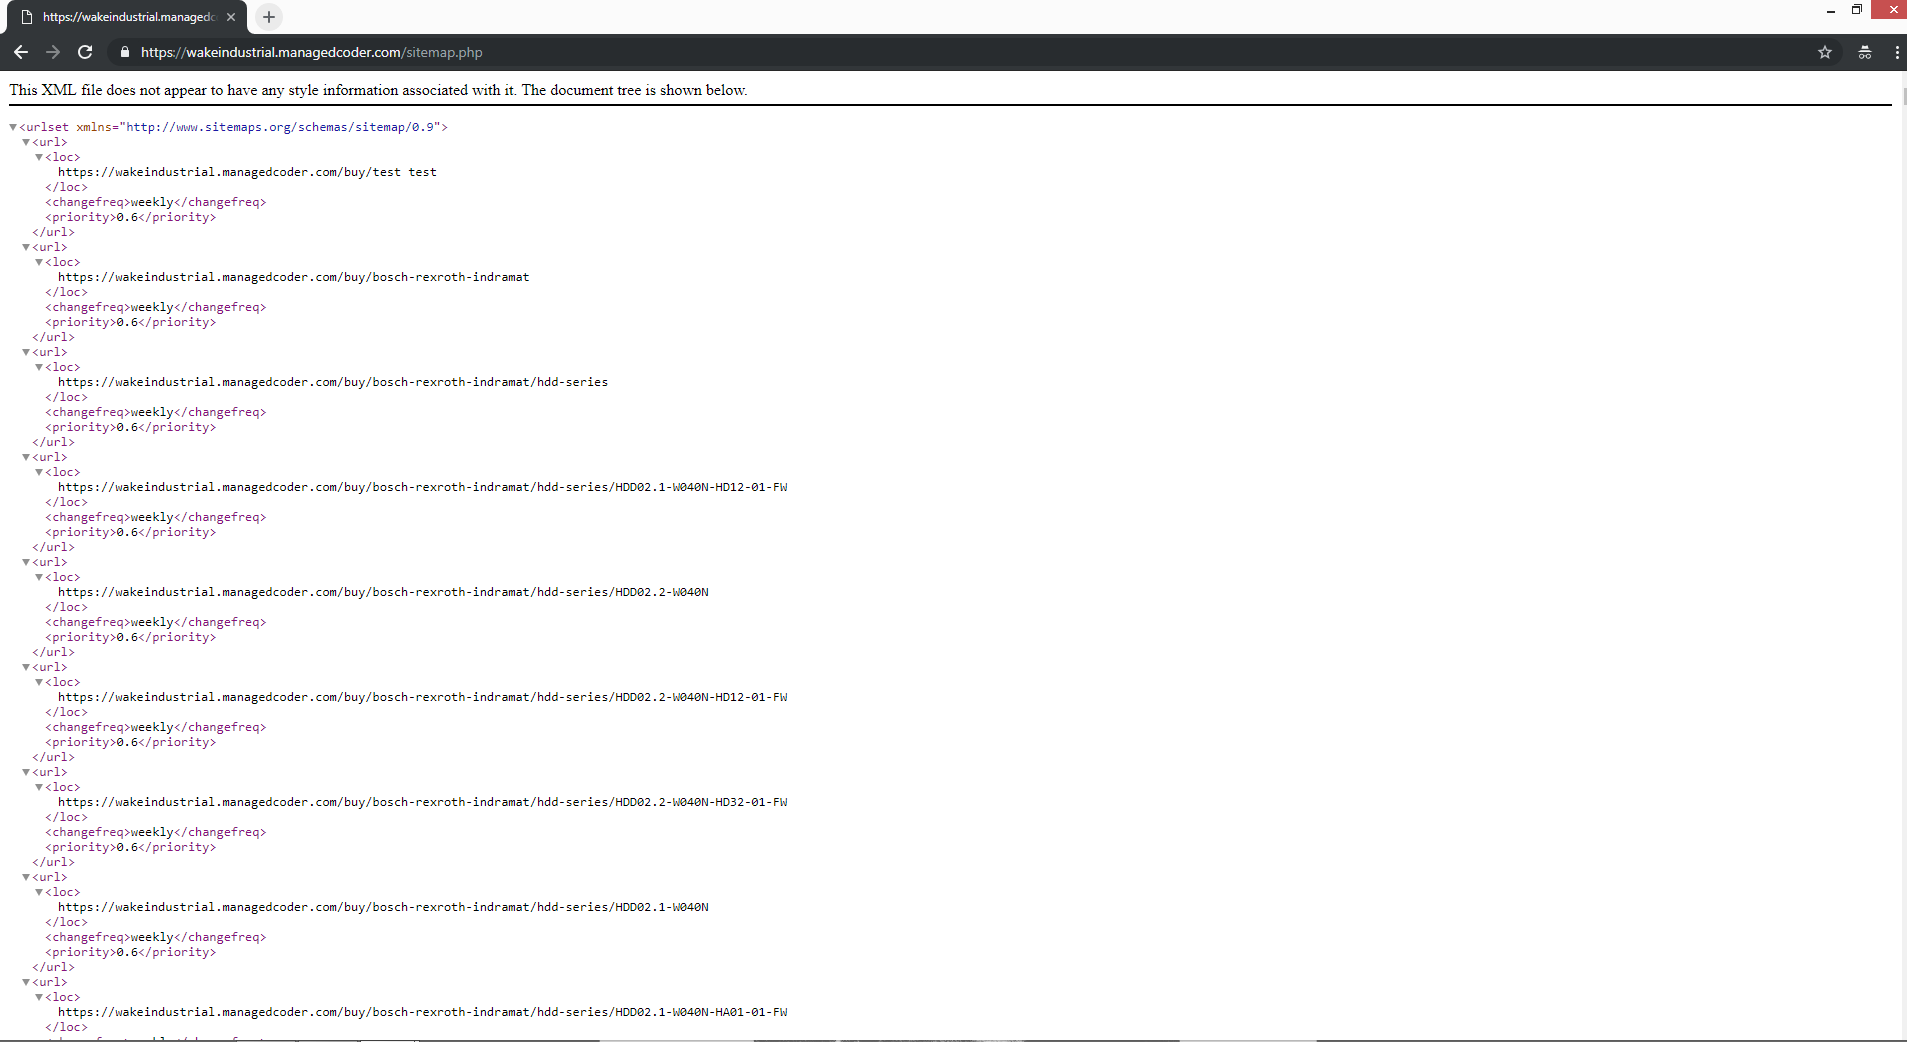 https://wakeindustrial.managedc
https://wakeindustrial.managedcoder.com/sitemap.php
This XML file does not appear to have any style information associated with it. The document tree is shown below.
<urlset xmlns="http://www.sitemaps.org/schemas/sitemap/0.9">
<url>
<loc>
https://wakeindustrial.managedcoder.com/buy/test test
</loc>
<changefreq>weekly</changefreq>
<priority>0.6</priority>
</url>
<url>
<loc>
https://wakeindustrial.managedcoder.com/buy/bosch-rexroth-indramat
</loc>
<changefreq>weekly</changefreq>
<priority>0.6</priority>
</url>
<url>
<loc>
https://wakeindustrial.managedcoder.com/buy/bosch-rexroth-indramat/hdd-series
</loc>
<changefreq>weekly</changefreq>
<priority>0.6</priority>
</url>
<url>
<loc>
https://wakeindustrial.managedcoder.com/buy/bosch-rexroth-indramat/hdd-series/HDD02.1-W040N-HD12-01-FW
</loc>
<changefreq>weekly</changefreq>
<priority>0.6</priority>
</url>
<url>
<loc>
https://wakeindustrial.managedcoder.com/buy/bosch-rexroth-indramat/hdd-series/HDD02.2-W040N
</loc>
<changefreq>weekly</changefreq>
<priority>0.6</priority>
</url>
<url>
<loc>
https://wakeindustrial.managedcoder.com/buy/bosch-rexroth-indramat/hdd-series/HDD02.2-W040N-HD12-01-FW
</loc>
<changefreq>weekly</changefreq>
<priority>0.6</priority>
</url>
<url>
<loc>
https://wakeindustrial.managedcoder.com/buy/bosch-rexroth-indramat/hdd-series/HDD02.2-W040N-HD32-01-FW
</loc>
<changefreq>weekly</changefreq>
<priority>0.6</priority>
</url>
<url>
<loc>
https://wakeindustrial.managedcoder.com/buy/bosch-rexroth-indramat/hdd-series/HDD02.1-W040N
</loc>
<changefreq>weekly</changefreq>
<priority>0.6</priority>
</url>
<url>
<loc>
https://wakeindustrial.managedcoder.com/buy/bosch-rexroth-indramat/hdd-series/HDD02.1-W040N-HA01-01-FW
</loc>